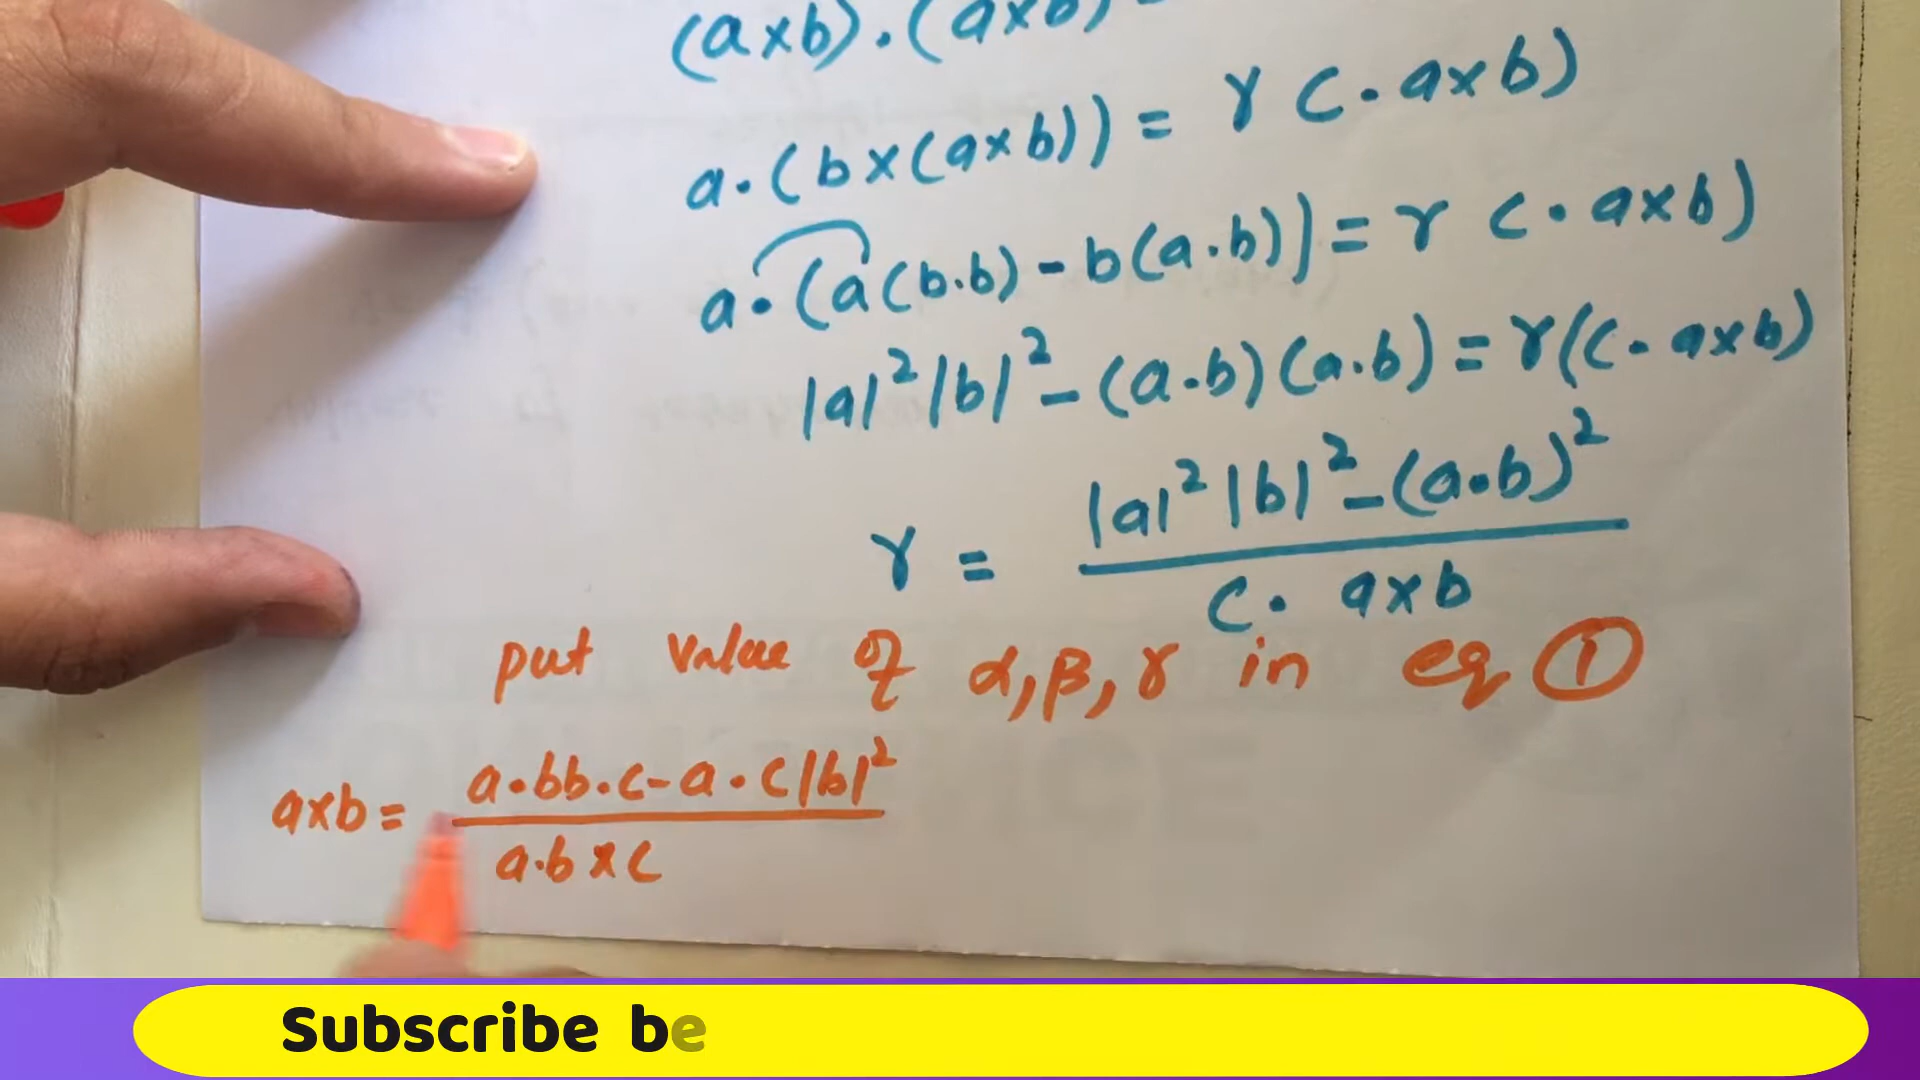 (a×b).(a×b)
a.(b×(a×b)) = γ c.a×b)
a.(a(b.b)-b(a.b)] = γ c.a×b)
|a|²|b|²-(a.b)(a.b) = γ(c.a×b)
γ = |a|²|b|²-(a.b)² / c. a×b
put value of α,β,γ in eq ①
a×b = a.bb.c-a.c|b|² / a.b×c
Subscribe be